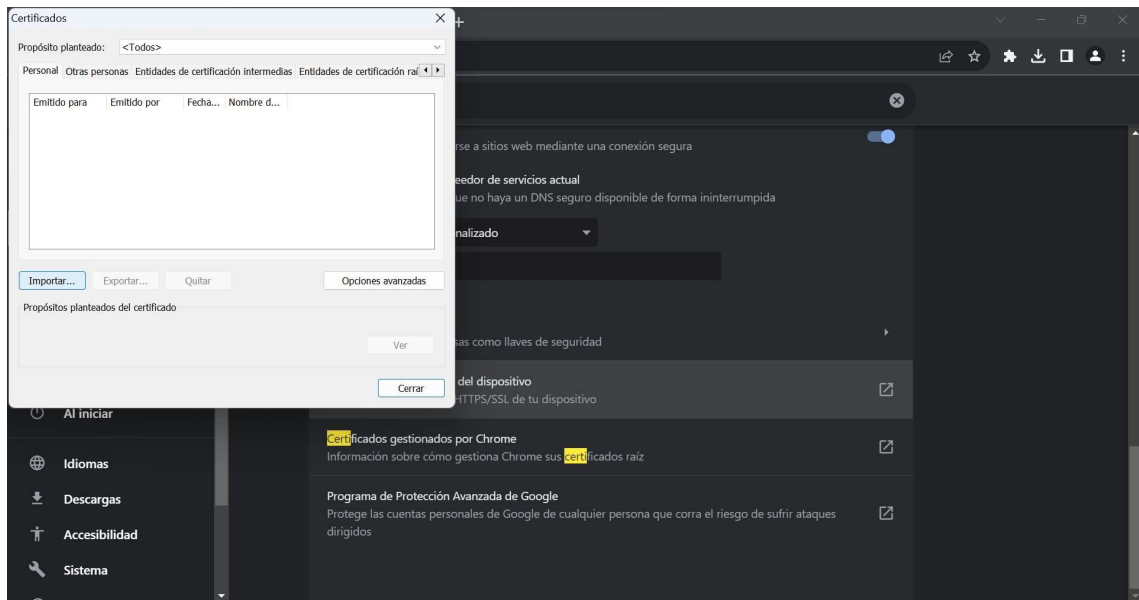 Certificados
Propósito planteado: <Todos>
Personal Otras personas Entidades de certificación intermedias Entidades de certificación raí
Emitido para Emitido por Fecha... Nombre d...
Importar... Exportar... Quitar Opciones avanzadas
Propósitos planteados del certificado
Ver
Cerrar
rse a sitios web mediante una conexión segura
eedor de servicios actual
ue no haya un DNS seguro disponible de forma ininterrumpida
nalizado
sas como llaves de seguridad
del dispositivo
HTTPS/SSL de tu dispositivo
Certificados gestionados por Chrome
Información sobre cómo gestiona Chrome sus certificados raíz
Programa de Protección Avanzada de Google
Protege las cuentas personales de Google de cualquier persona que corra el riesgo de sufrir ataques
dirigidos
Al iniciar
Idiomas
Descargas
Accesibilidad
Sistema